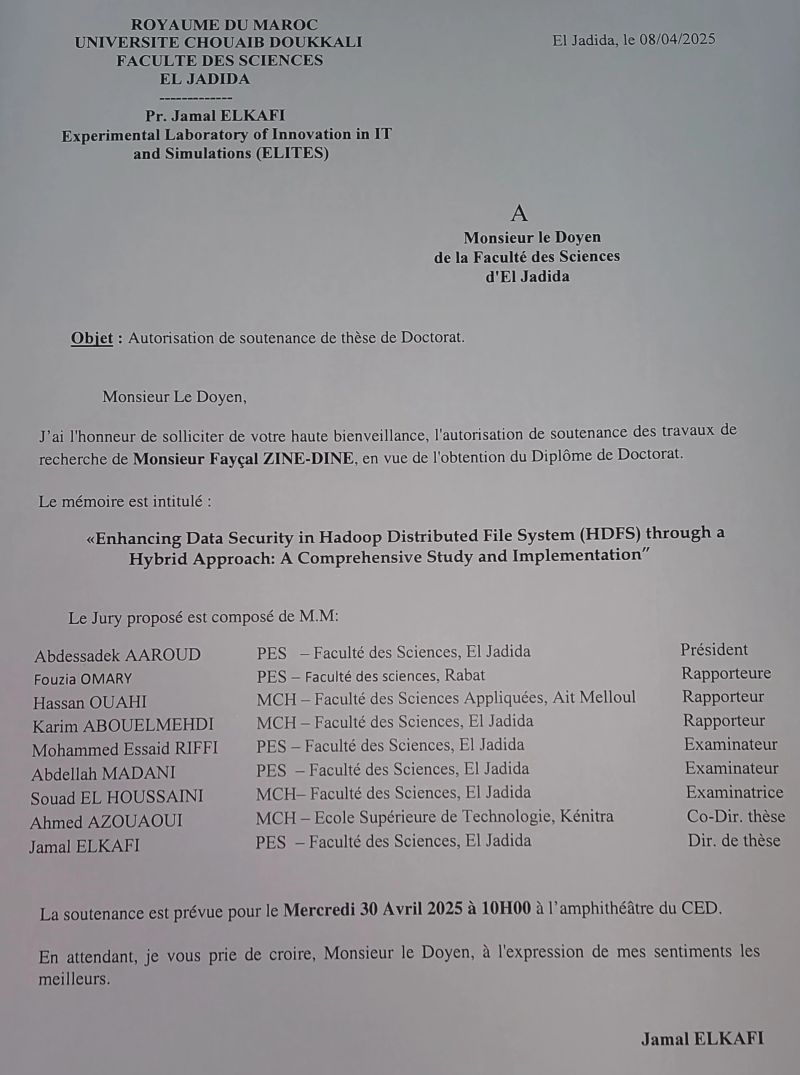 ROYAUME DU MAROC
UNIVERSITE CHOUAIB DOUKKALI
FACULTE DES SCIENCES
EL JADIDA
-------------
Pr. Jamal ELKAFI
Experimental Laboratory of Innovation in IT
and Simulations (ELITES)
El Jadida, le 08/04/2025
A
Monsieur le Doyen
de la Faculté des Sciences
d'El Jadida
Objet : Autorisation de soutenance de thèse de Doctorat.
Monsieur Le Doyen,
J'ai l'honneur de solliciter de votre haute bienveillance, l'autorisation de soutenance des travaux de
recherche de Monsieur Fayçal ZINE-DINE, en vue de l'obtention du Diplôme de Doctorat.
Le mémoire est intitulé :
«Enhancing Data Security in Hadoop Distributed File System (HDFS) through a
Hybrid Approach: A Comprehensive Study and Implementation"
Le Jury proposé est composé de M.M:
Abdessadek AAROUD PES – Faculté des Sciences, El Jadida Président
Fouzia OMARY PES – Faculté des sciences, Rabat Rapporteure
Hassan OUAHI MCH – Faculté des Sciences Appliquées, Ait Melloul Rapporteur
Karim ABOUELMEHDI MCH – Faculté des Sciences, El Jadida Rapporteur
Mohammed Essaid RIFFI PES – Faculté des Sciences, El Jadida Examinateur
Abdellah MADANI PES – Faculté des Sciences, El Jadida Examinateur
Souad EL HOUSSAINI MCH– Faculté des Sciences, El Jadida Examinatrice
Ahmed AZOUAOUI MCH – Ecole Supérieure de Technologie, Kénitra Co-Dir. thèse
Jamal ELKAFI PES – Faculté des Sciences, El Jadida Dir. de thèse
La soutenance est prévue pour le Mercredi 30 Avril 2025 à 10H00 à l'amphithéâtre du CED.
En attendant, je vous prie de croire, Monsieur le Doyen, à l'expression de mes sentiments les
meilleurs.
Jamal ELKAFI